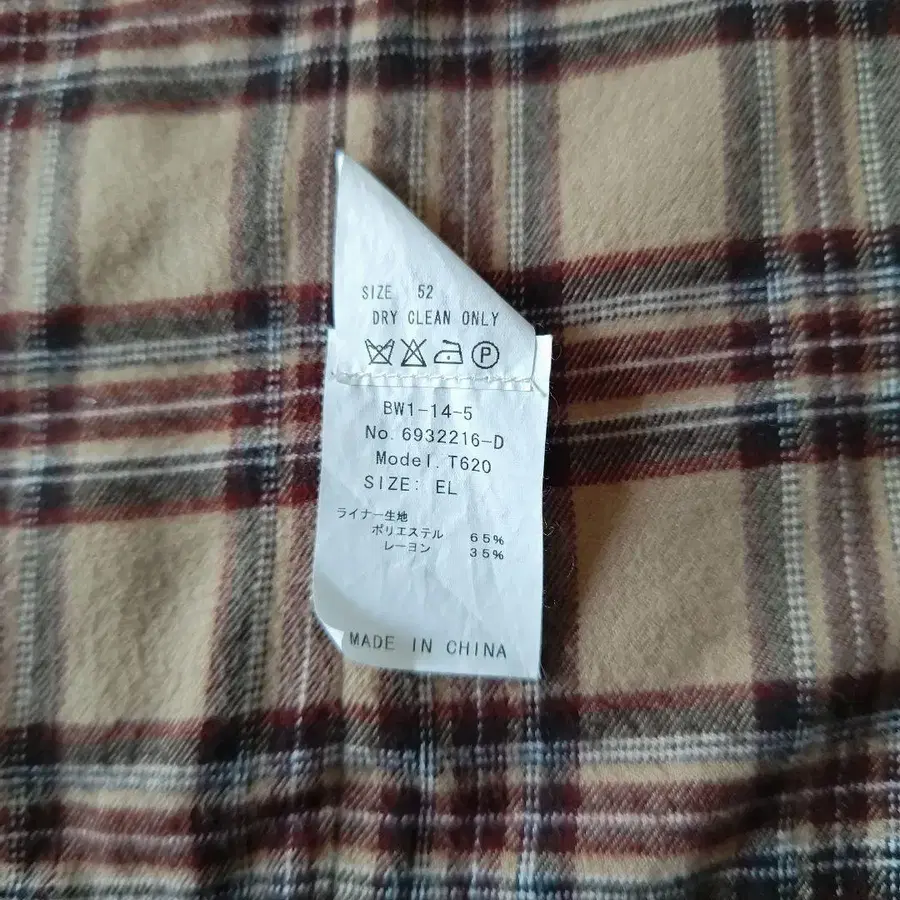 SIZE 52
DRY CLEAN ONLY
P
BW1-14-5
No. 6932216-D
Model. T620
SIZE: EL
ライナー生地
ポリエステル 65%
レーヨン 35%
MADE IN CHINA